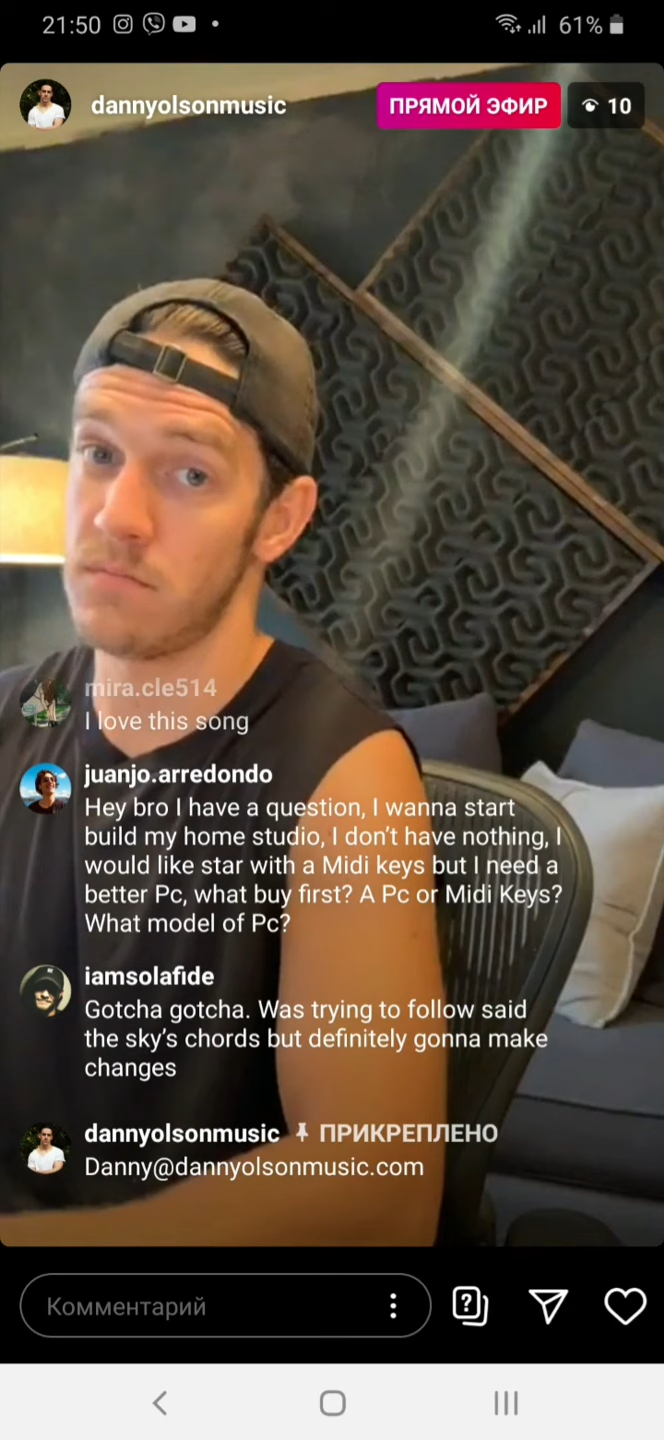 21:50
61%
dannyolsonmusic
ПРЯМОЙ ЭФИР
10
mira.cle514
I love this song
juanjo.arredondo
Hey bro I have a question, I wanna start
build my home studio, I don’t have nothing, I
would like star with a Midi keys but I need a
better Pc, what buy first? A Pc or Midi Keys?
What model of Pc?
iamsolafide
Gotcha gotcha. Was trying to follow said
the sky’s chords but definitely gonna make
changes
dannyolsonmusic ПРИКРЕПЛЕНО
Danny@dannyolsonmusic.com
Комментарий